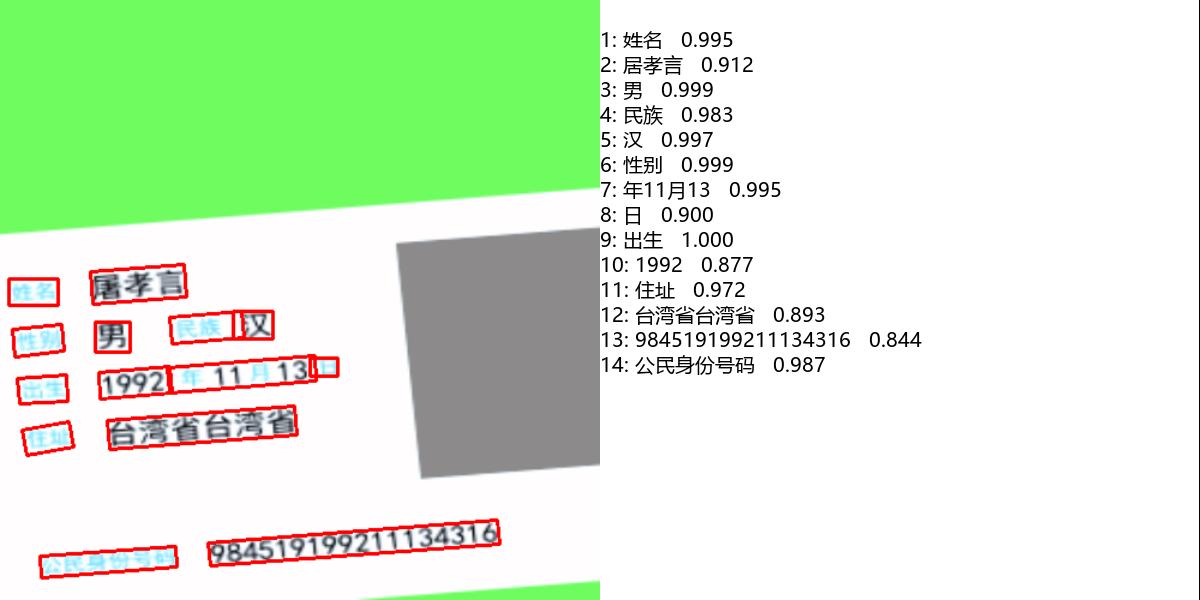 姓名 屠孝言
性别 男 民族 汉
出生 1992 年 11 月 13 日
住址 台湾省台湾省
公民身份号码 984519199211134316
1: 姓名 0.995
2: 居孝言 0.912
3: 男 0.999
4: 民族 0.983
5: 汉 0.997
6: 性别 0.999
7: 年11月13 0.995
8: 日 0.900
9: 出生 1.000
10: 1992 0.877
11: 住址 0.972
12: 台湾省台湾省 0.893
13: 984519199211134316 0.844
14: 公民身份号码 0.987